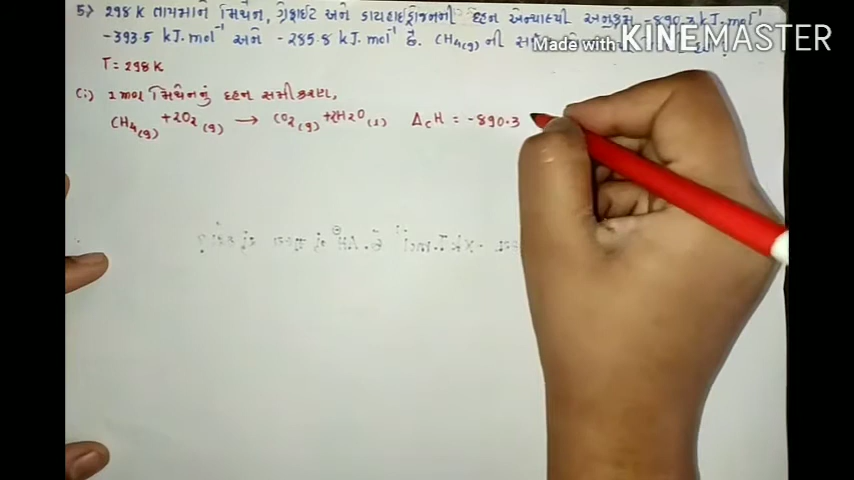 5) 298 K તાપમાને મિથેન, ગ્રેફાઈટ અને ડાયહાઈડ્રોજનની દહન એન્થાલ્પી અનુક્રમે -890.3 kJ.mol⁻¹
-393.5 kJ.mol⁻¹ અને -285.8 kJ.mol⁻¹ છે. CH₄(g) ની
Made with KINEMASTER
T = 298 K
(i) 1 mol મિથેનનું દહન સમીકરણ,
CH₄(g) + 2O₂(g) → CO₂(g) + 2H₂O(l) ΔcH = -890.3